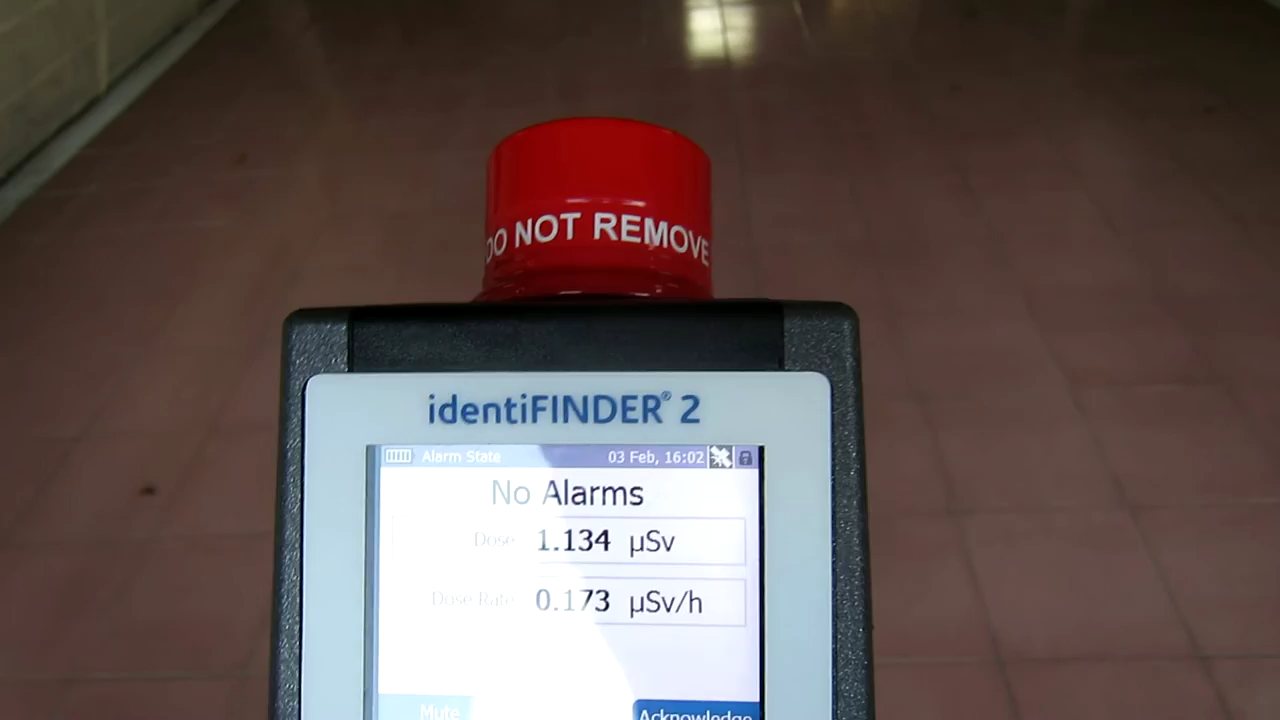 DO NOT REMOVE
identiFINDER® 2
Alarm State 03 Feb, 16:02
No Alarms
Dose 1.134 µSv
Dose Rate 0.173 µSv/h
Mute Acknowledge